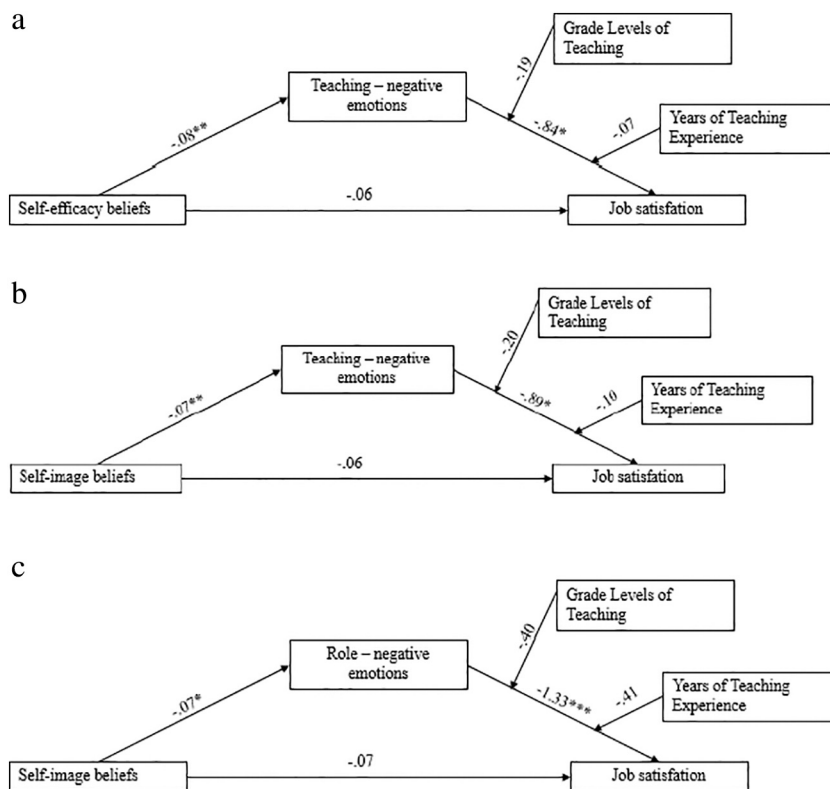 a
Grade Levels of
Teaching
-.19
Teaching – negative
emotions
-.08**
-.84*
-.07
Years of Teaching
Experience
Self-efficacy beliefs
-.06
Job satisfation
b
Grade Levels of
Teaching
-.20
Teaching – negative
emotions
-.07**
-.89*
-.10
Years of Teaching
Experience
Self-image beliefs
-.06
Job satisfation
c
Grade Levels of
Teaching
-.40
Role – negative
emotions
-.07*
-1.33***
-.41
Years of Teaching
Experience
Self-image beliefs
-.07
Job satisfation